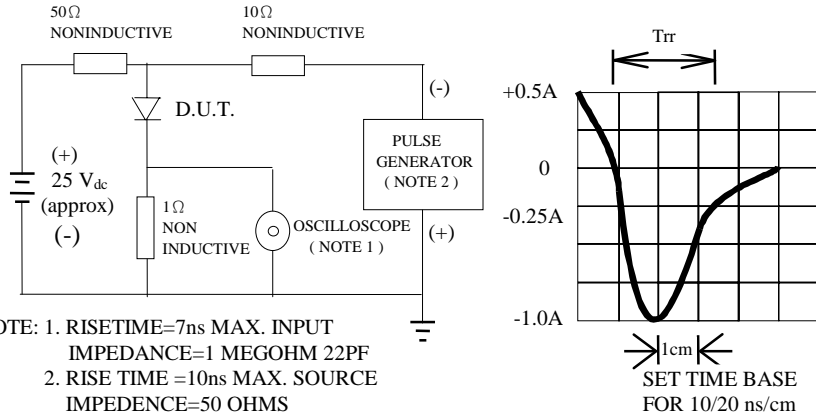 50Ω
NONINDUCTIVE
10Ω
NONINDUCTIVE
(-)
D.U.T.
PULSE
GENERATOR
( NOTE 2 )
(+)
25 Vdc
(approx)
(-)
1Ω
NON
INDUCTIVE
OSCILLOSCOPE
( NOTE 1 )
(+)
OTE: 1. RISETIME=7ns MAX. INPUT
IMPEDANCE=1 MEGOHM 22PF
2. RISE TIME =10ns MAX. SOURCE
IMPEDENCE=50 OHMS
Trr
+0.5A
0
-0.25A
-1.0A
1cm
SET TIME BASE
FOR 10/20 ns/cm